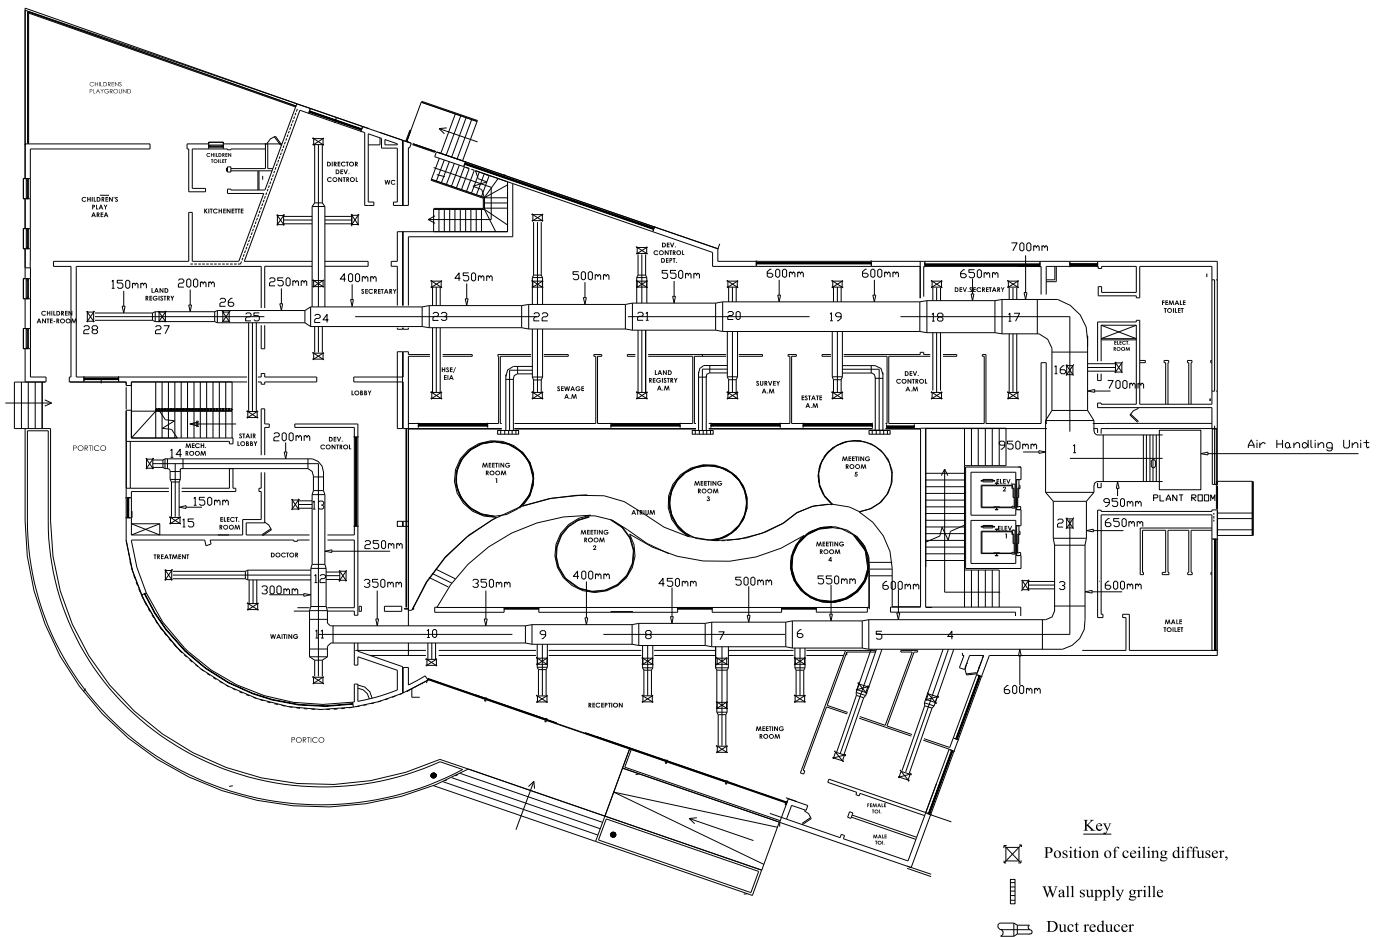 CHILDRENS
PLAYGROUND
CHILDREN
TOILET
DIRECTOR
DEV.
CONTROL
WC
CHILDREN'S
PLAY
AREA
KITCHENETTE
DEV.
CONTROL
DEPT.
700mm
150mm
200mm
250mm
400mm
450mm
500mm
550mm
600mm
600mm
650mm
LAND
REGISTRY
SECRETARY
DEV.SECRETARY
FEMALE
TOILET
CHILDREN
ANTE-ROOM
28
27
26
25
24
23
22
21
20
19
18
17
ELECT.
ROOM
16
700mm
HSE/
EIA
SEWAGE
A.M
LAND
REGISTRY
A.M
SURVEY
A.M
ESTATE
A.M
DEV.
CONTROL
A.M
LOBBY
PORTICO
MECH.
ROOM
STAIR
LOBBY
200mm
DEV.
CONTROL
14
950mm
1
0
Air Handling Unit
MEETING
ROOM
1
MEETING
ROOM
3
MEETING
ROOM
5
ELEV.
2
950mm
PLANT ROOM
150mm
15
ELECT.
ROOM
13
ATRIUM
MEETING
ROOM
2
MEETING
ROOM
4
ELEV.
1
2
650mm
TREATMENT
DOCTOR
250mm
12
300mm
350mm
350mm
400mm
450mm
500mm
550mm
600mm
3
600mm
WAITING
11
10
9
8
7
6
5
4
MALE
TOILET
600mm
RECEPTION
MEETING
ROOM
PORTICO
FEMALE
TOI.
MALE
TOI.
Key
Position of ceiling diffuser,
Wall supply grille
Duct reducer